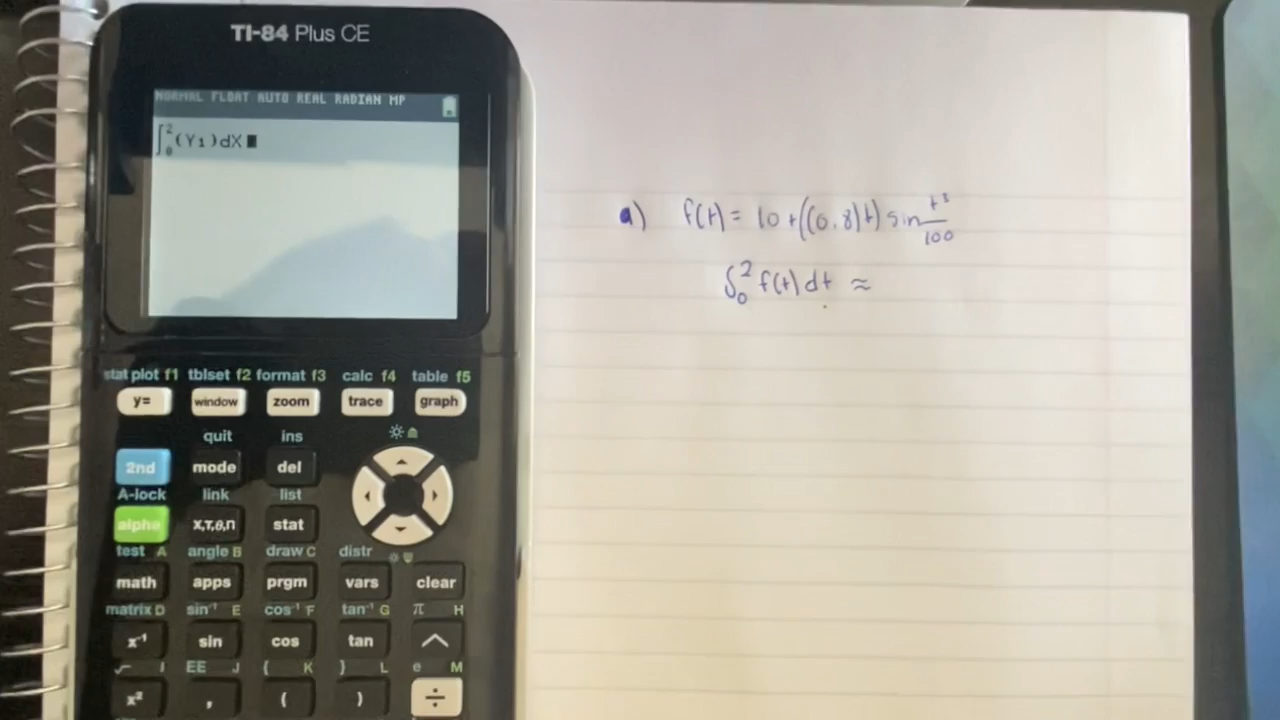 TI-84 Plus CE
NORMAL FLOAT AUTO REAL RADIAN MP
∫₀²(Y₁)dX
a) f(t) = 10 + ((0.8)t) sin t³/100
∫₀² f(t) dt ≈
stat plot f1 tblset f2 format f3 calc f4 table f5
y= window zoom trace graph
quit ins
2nd mode del
A-lock link list
alpha X,T,θ,n stat
test A angle B draw C distr
math apps prgm vars clear
matrix D sin⁻¹ E cos⁻¹ F tan⁻¹ G π H
x⁻¹ sin cos tan ^
√ I EE J { K } L e M
x² , ( ) ÷